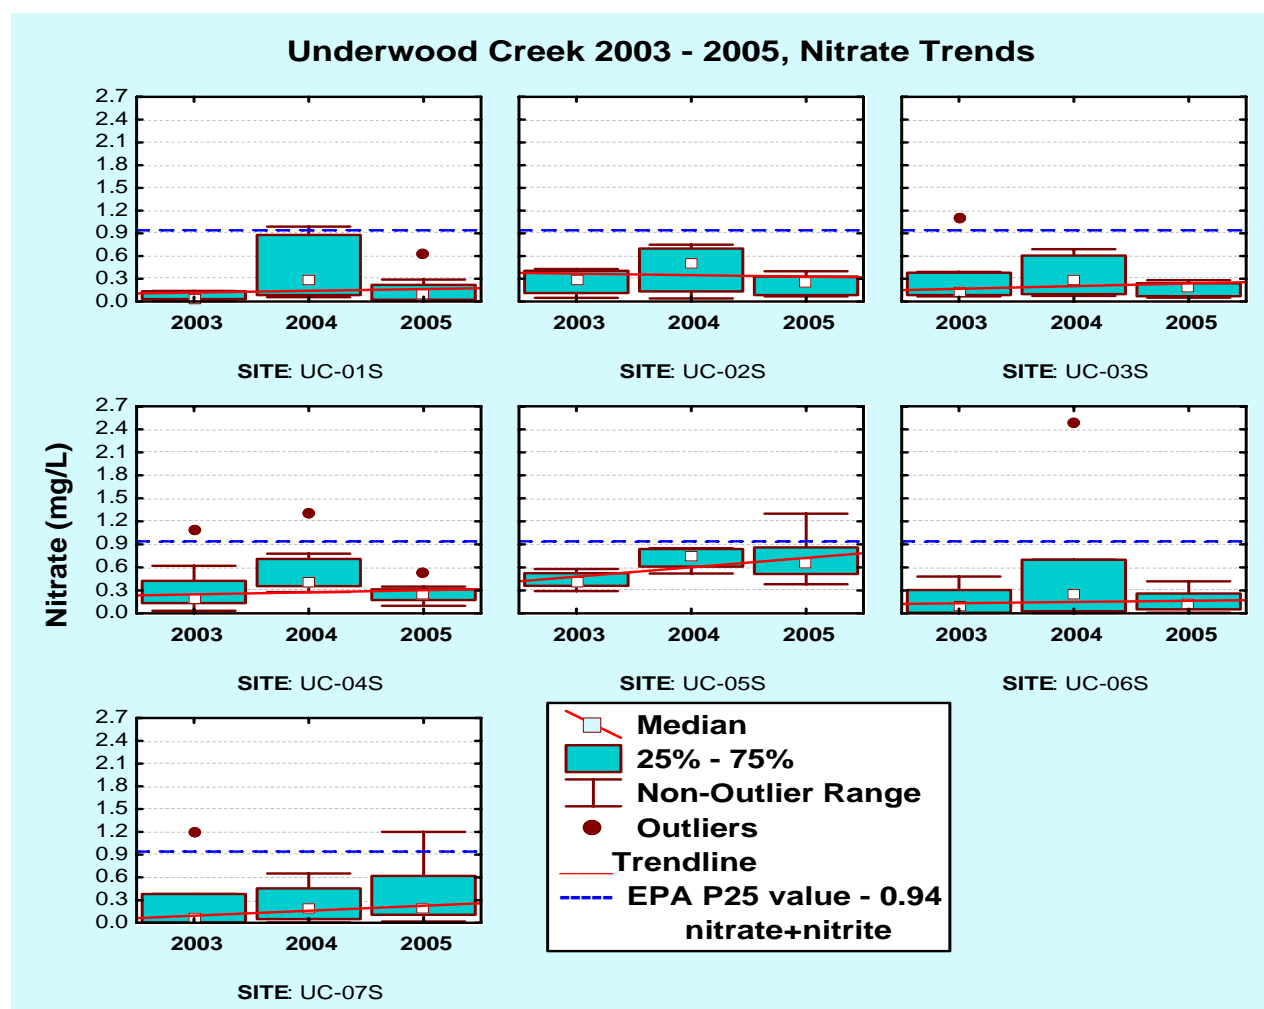 Underwood Creek 2003 - 2005, Nitrate Trends
2.7
2.4
2.1
1.8
1.5
1.2
0.9
0.6
0.3
0.0
2003 2004 2005
2003 2004 2005
2003 2004 2005
SITE: UC-01S
SITE: UC-02S
SITE: UC-03S
Nitrate (mg/L)
2.7
2.4
2.1
1.8
1.5
1.2
0.9
0.6
0.3
0.0
2003 2004 2005
2003 2004 2005
2003 2004 2005
SITE: UC-04S
SITE: UC-05S
SITE: UC-06S
2.7
2.4
2.1
1.8
1.5
1.2
0.9
0.6
0.3
0.0
2003 2004 2005
SITE: UC-07S
Median
25% - 75%
Non-Outlier Range
Outliers
Trendline
EPA P25 value - 0.94
nitrate+nitrite